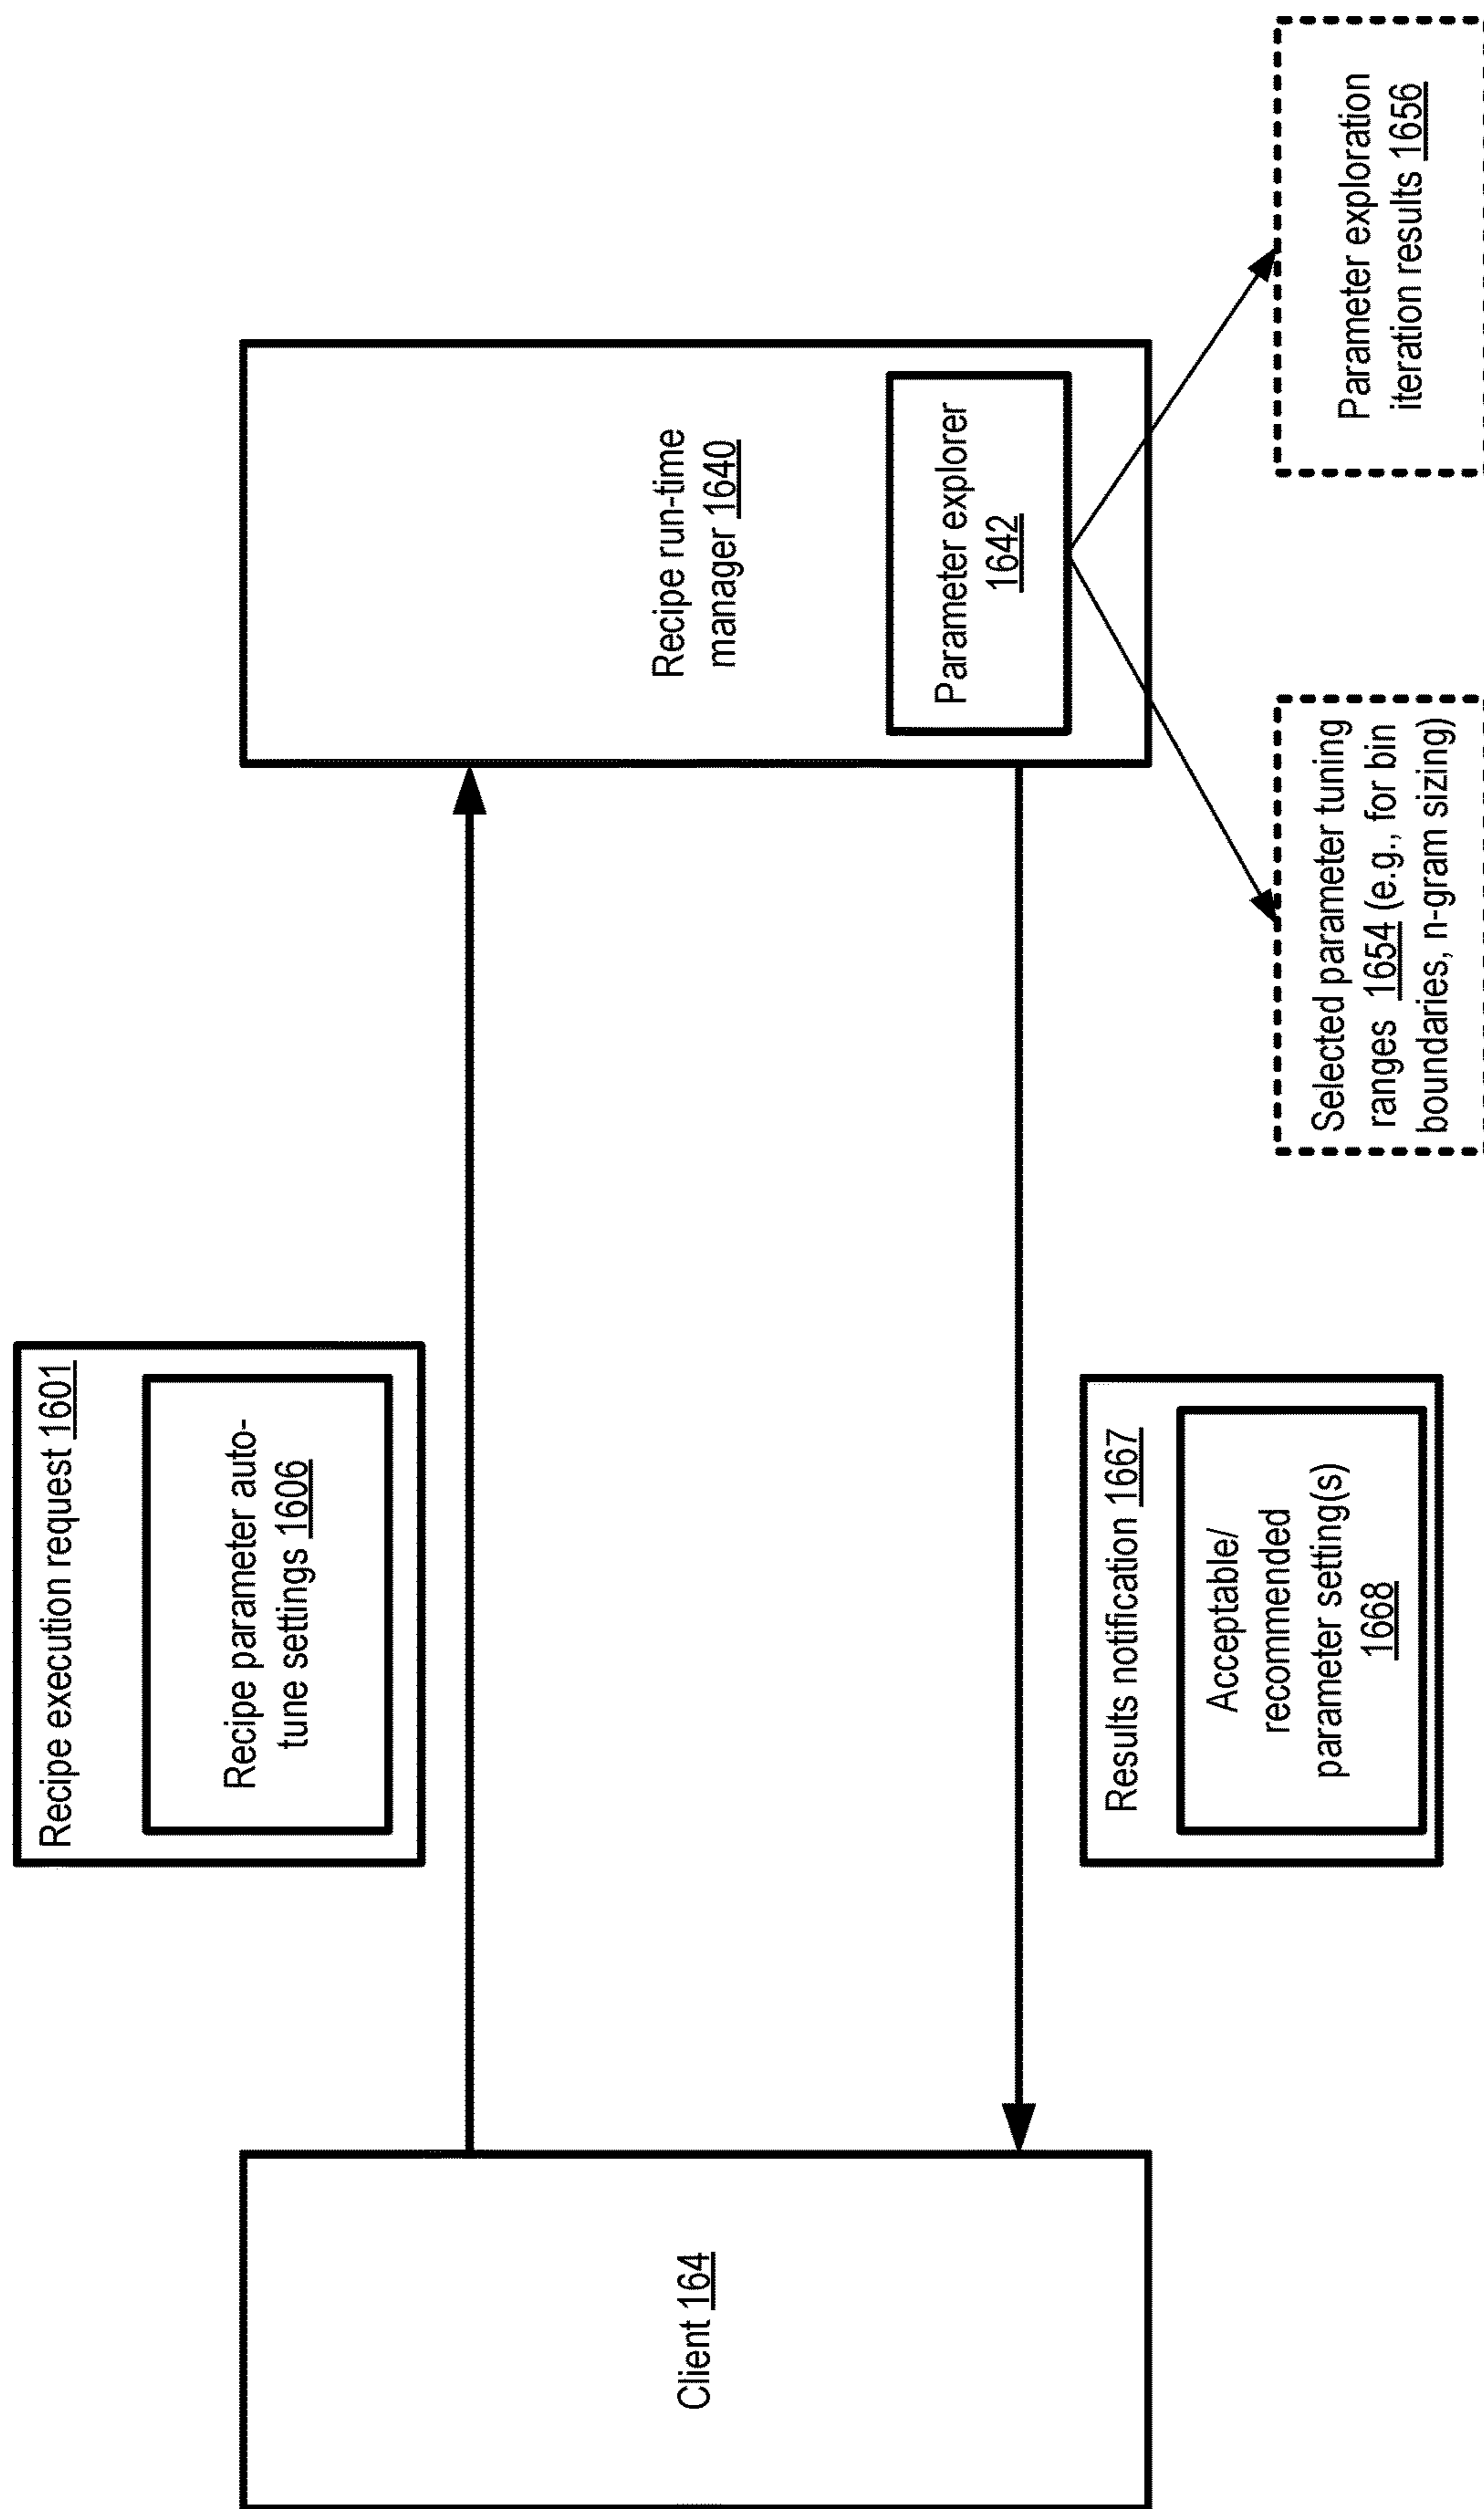 Recipe execution request 1601
Recipe parameter auto-
tune settings 1606
Client 164
Recipe run-time
manager 1640
Parameter explorer
1642
Results notification 1667
Acceptable/
recommended
parameter setting(s)
1668
Selected parameter tuning
ranges 1654 (e.g., for bin
boundaries, n-gram sizing)
Parameter exploration
iteration results 1656